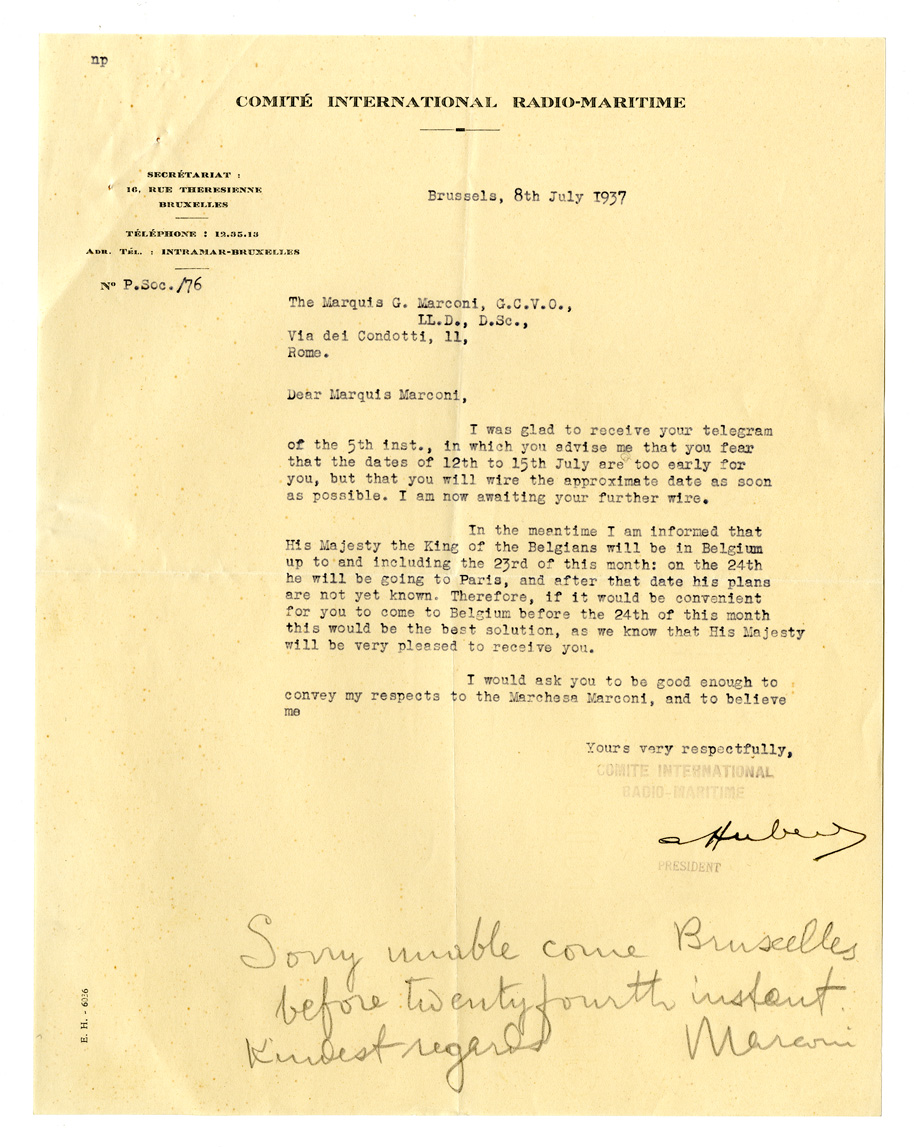 np
COMITÉ INTERNATIONAL RADIO-MARITIME
SECRÉTARIAT :
16, RUE THERESIENNE
BRUXELLES
TÉLÉPHONE : 12.35.13
ADR. TÉL. : INTRAMAR-BRUXELLES
Nº P.Soc./76
Brussels, 8th July 1937
The Marquis G. Marconi, G.C.V.O.,
LL.D., D.Sc.,
Via dei Condotti, 11,
Rome.
Dear Marquis Marconi,
I was glad to receive your telegram
of the 5th inst., in which you advise me that you fear
that the dates of 12th to 15th July are too early for
you, but that you will wire the approximate date as soon
as possible. I am now awaiting your further wire.
In the meantime I am informed that
His Majesty the King of the Belgians will be in Belgium
up to and including the 23rd of this month: on the 24th
he will be going to Paris, and after that date his plans
are not yet known. Therefore, if it would be convenient
for you to come to Belgium before the 24th of this month
this would be the best solution, as we know that His Majesty
will be very pleased to receive you.
I would ask you to be good enough to
convey my respects to the Marchesa Marconi, and to believe
me
Yours very respectfully,
COMITE INTERNATIONAL
RADIO-MARITIME
PRESIDENT
Sorry unable come Bruxelles
before twentyfourth instant.
Kindest regards Marconi
E. H. - 6036